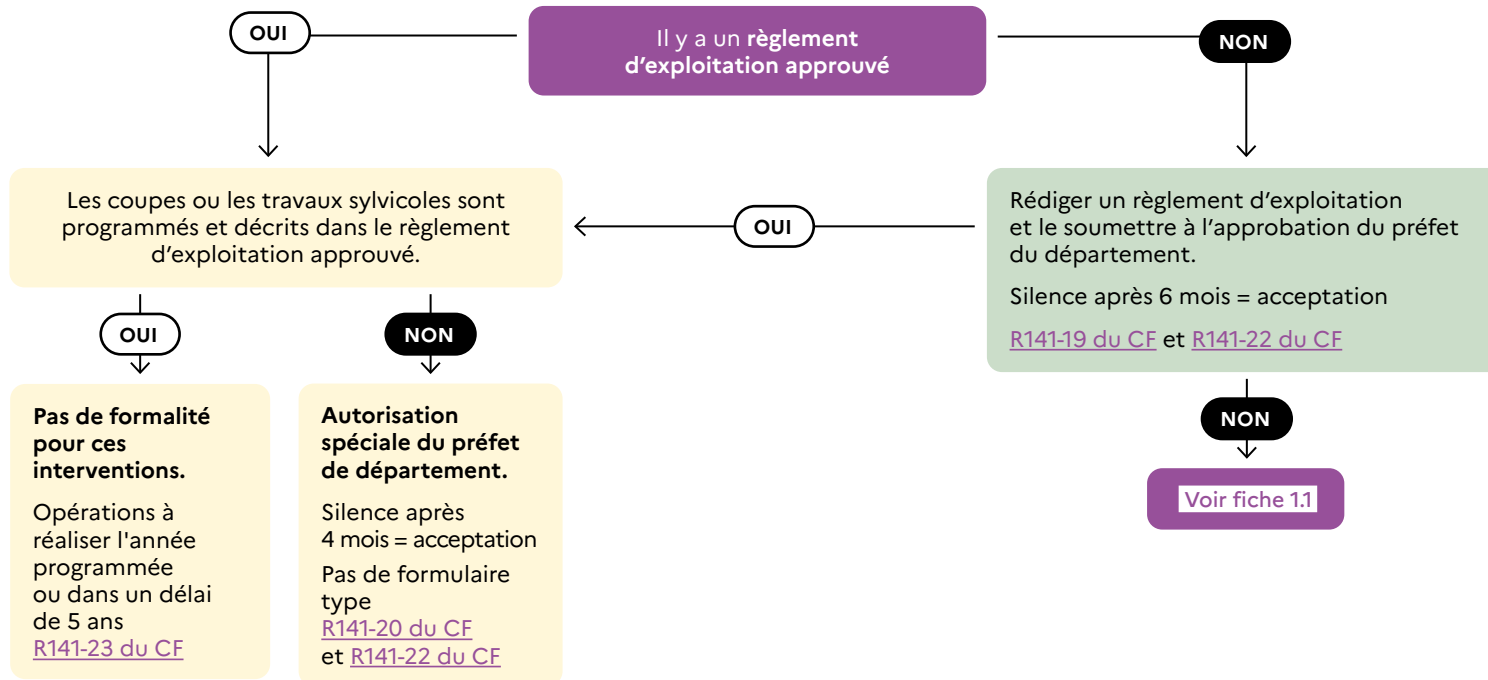 OUI
Il y a un règlement
d'exploitation approuvé
NON
Les coupes ou les travaux sylvicoles sont
programmés et décrits dans le règlement
d'exploitation approuvé.
OUI
Rédiger un règlement d'exploitation
et le soumettre à l'approbation du préfet
du département.
Silence après 6 mois = acceptation
R141-19 du CF et R141-22 du CF
OUI
NON
NON
Pas de formalité
pour ces
interventions.
Opérations à
réaliser l'année
programmée
ou dans un délai
de 5 ans
R141-23 du CF
Autorisation
spéciale du préfet
de département.
Silence après
4 mois = acceptation
Pas de formulaire
type
R141-20 du CF
et R141-22 du CF
Voir fiche 1.1